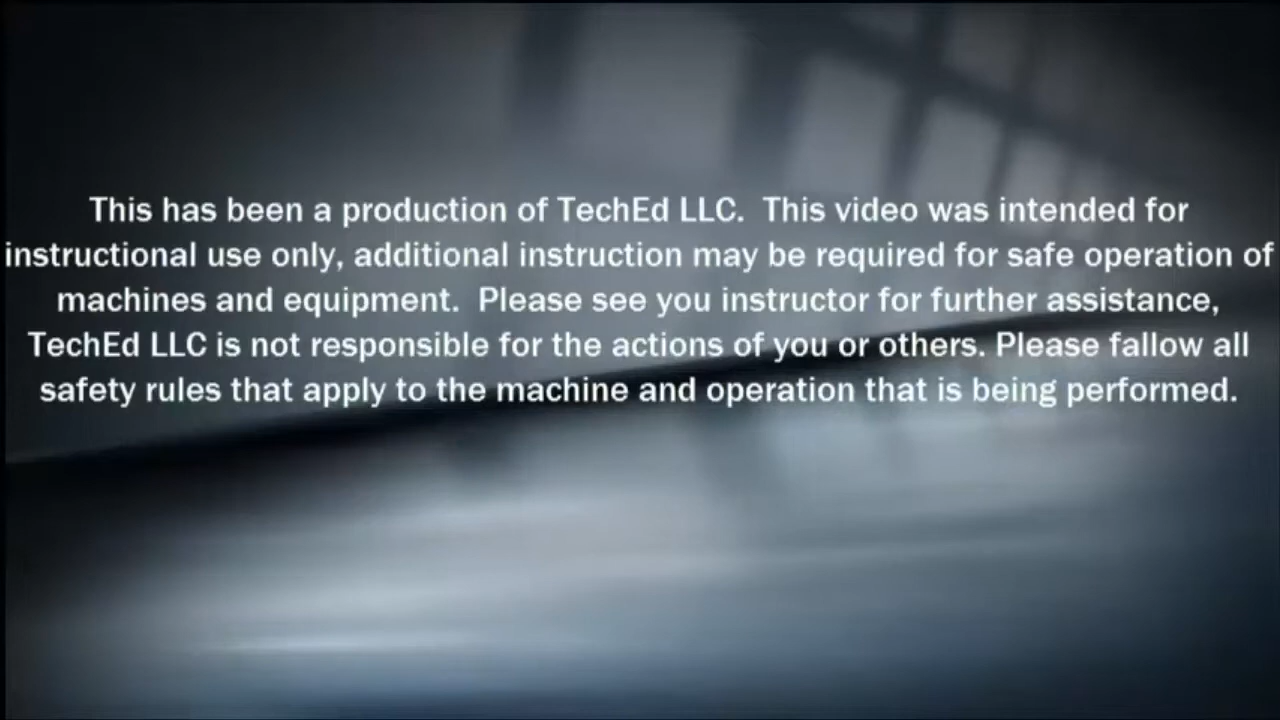 This has been a production of TechEd LLC.  This video was intended for
instructional use only, additional instruction may be required for safe operation of
machines and equipment.  Please see you instructor for further assistance,
TechEd LLC is not responsible for the actions of you or others. Please fallow all
safety rules that apply to the machine and operation that is being performed.